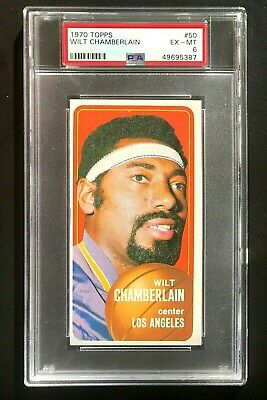 1970 TOPPS #50
WILT CHAMBERLAIN EX-MT
PSA 6
49695387
WILT
CHAMBERLAIN
center
LOS ANGELES